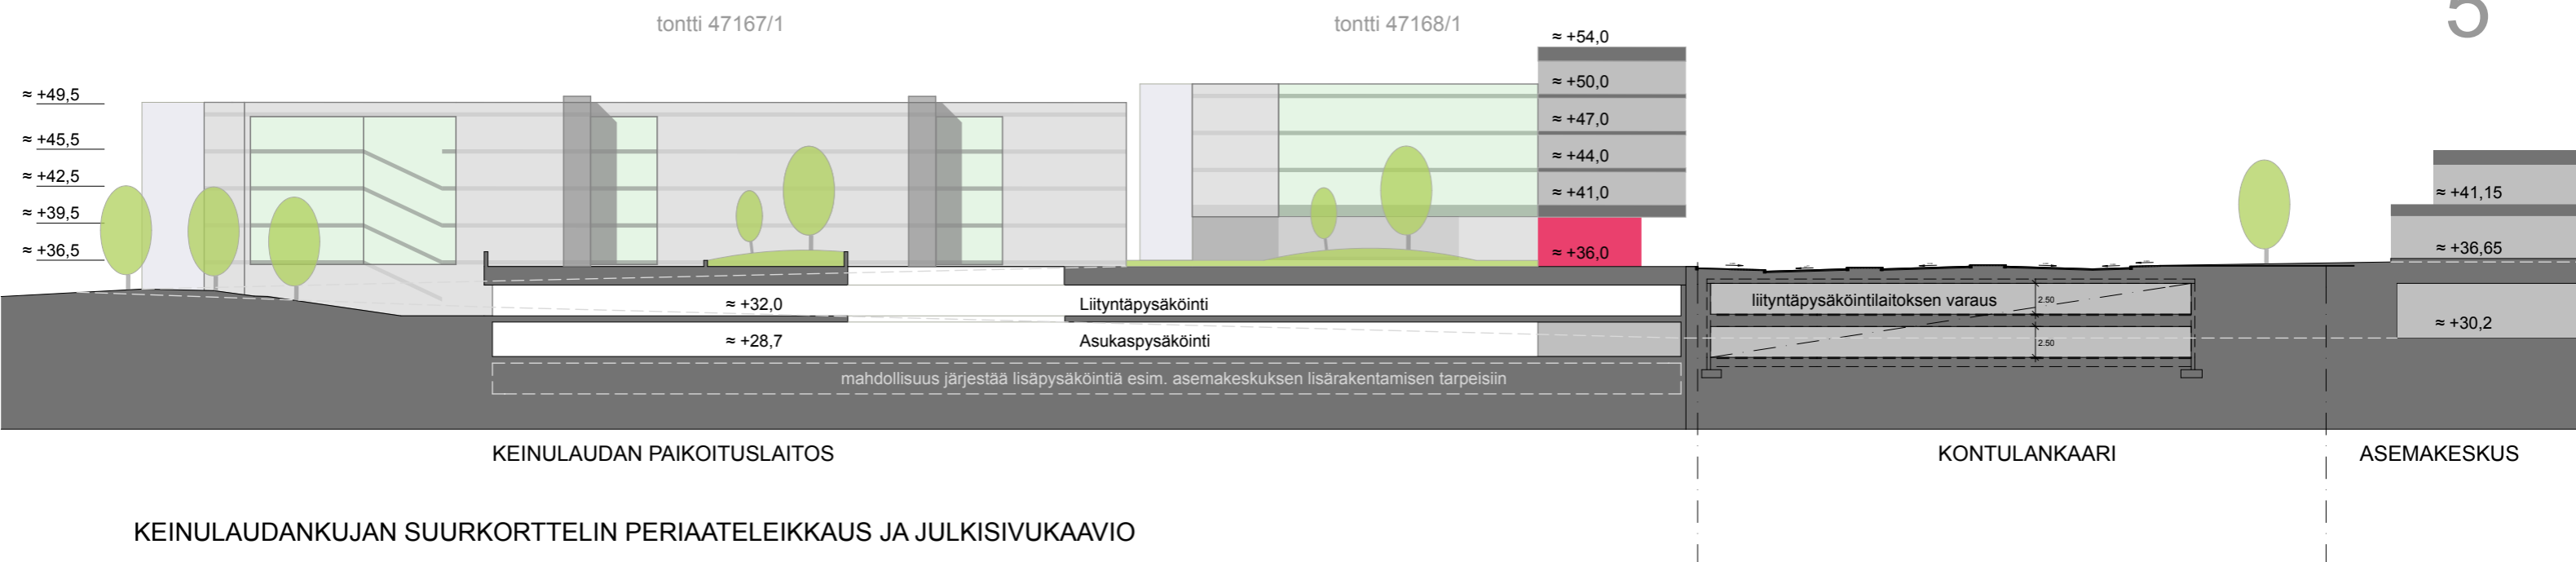 tontti 47167/1
tontti 47168/1
5
≈ +54,0
≈ +50,0
≈ +47,0
≈ +44,0
≈ +41,0
≈ +36,0
≈ +49,5
≈ +45,5
≈ +42,5
≈ +39,5
≈ +36,5
≈ +41,15
≈ +36,65
≈ +30,2
≈ +32,0 Liityntäpysäköinti
≈ +28,7 Asukaspysäköinti
liityntäpysäköintilaitoksen varaus
2.50
2.50
mahdollisuus järjestää lisäpysäköintiä esim. asemakeskuksen lisärakentamisen tarpeisiin
KEINULAUDAN PAIKOITUSLAITOS
KONTULANKAARI
ASEMAKESKUS
KEINULAUDANKUJAN SUURKORTTELIN PERIAATELEIKKAUS JA JULKISIVUKAAVIO